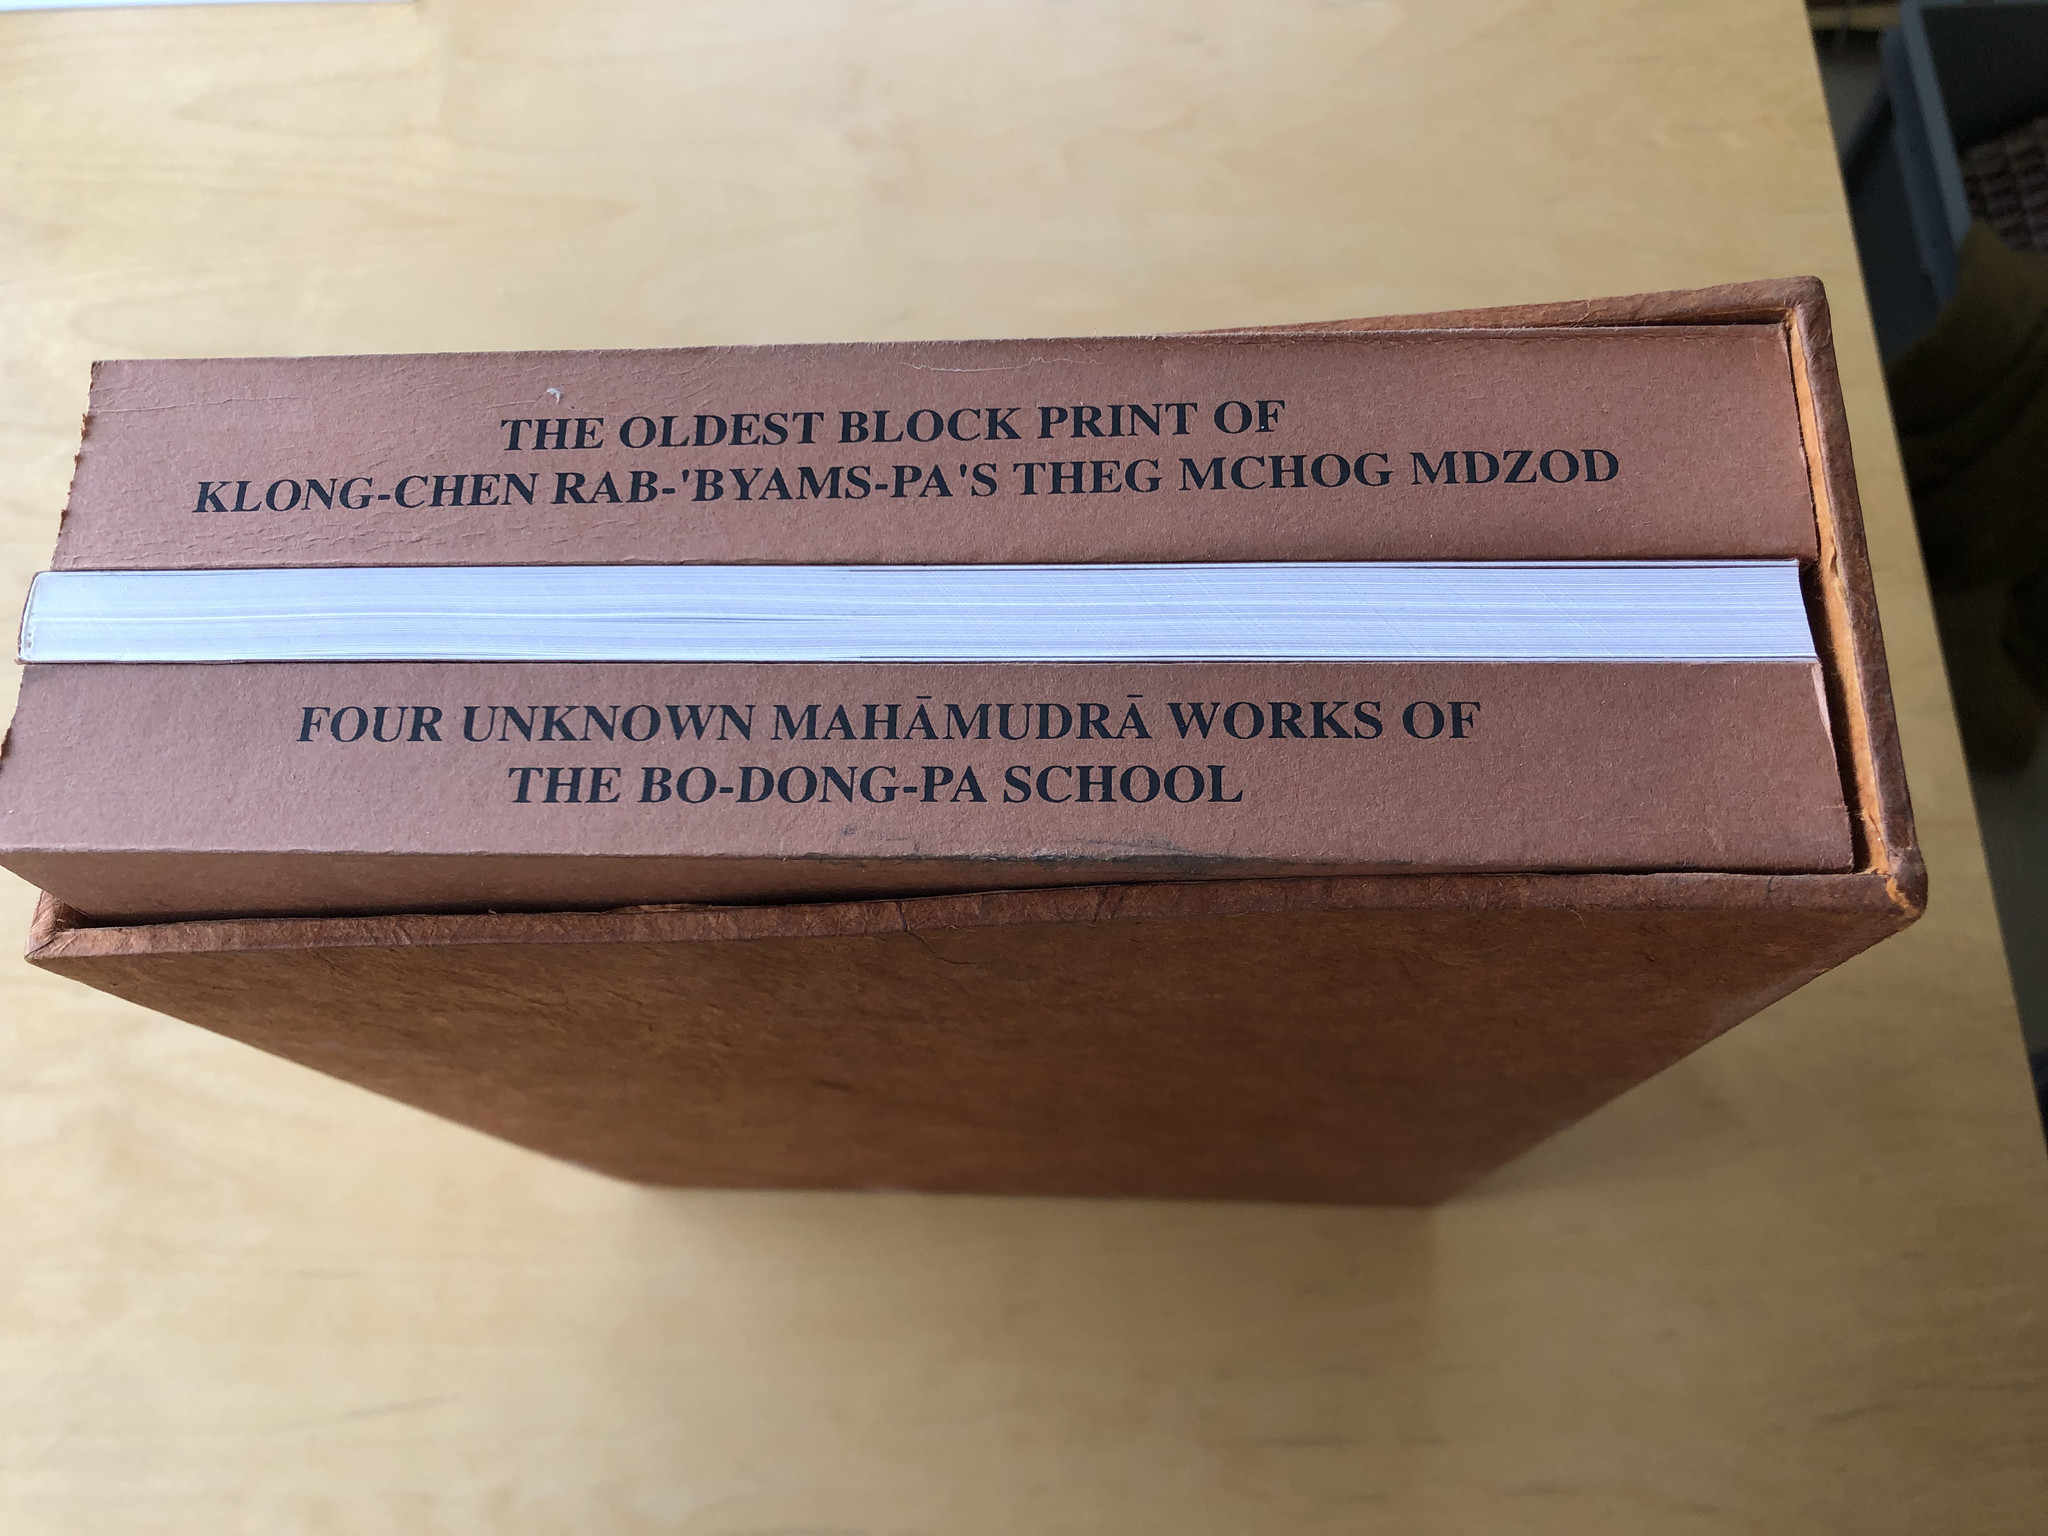 THE OLDEST BLOCK PRINT OF
KLONG-CHEN RAB-'BYAMS-PA'S THEG MCHOG MDZOD
FOUR UNKNOWN MAHĀMUDRĀ WORKS OF
THE BO-DONG-PA SCHOOL